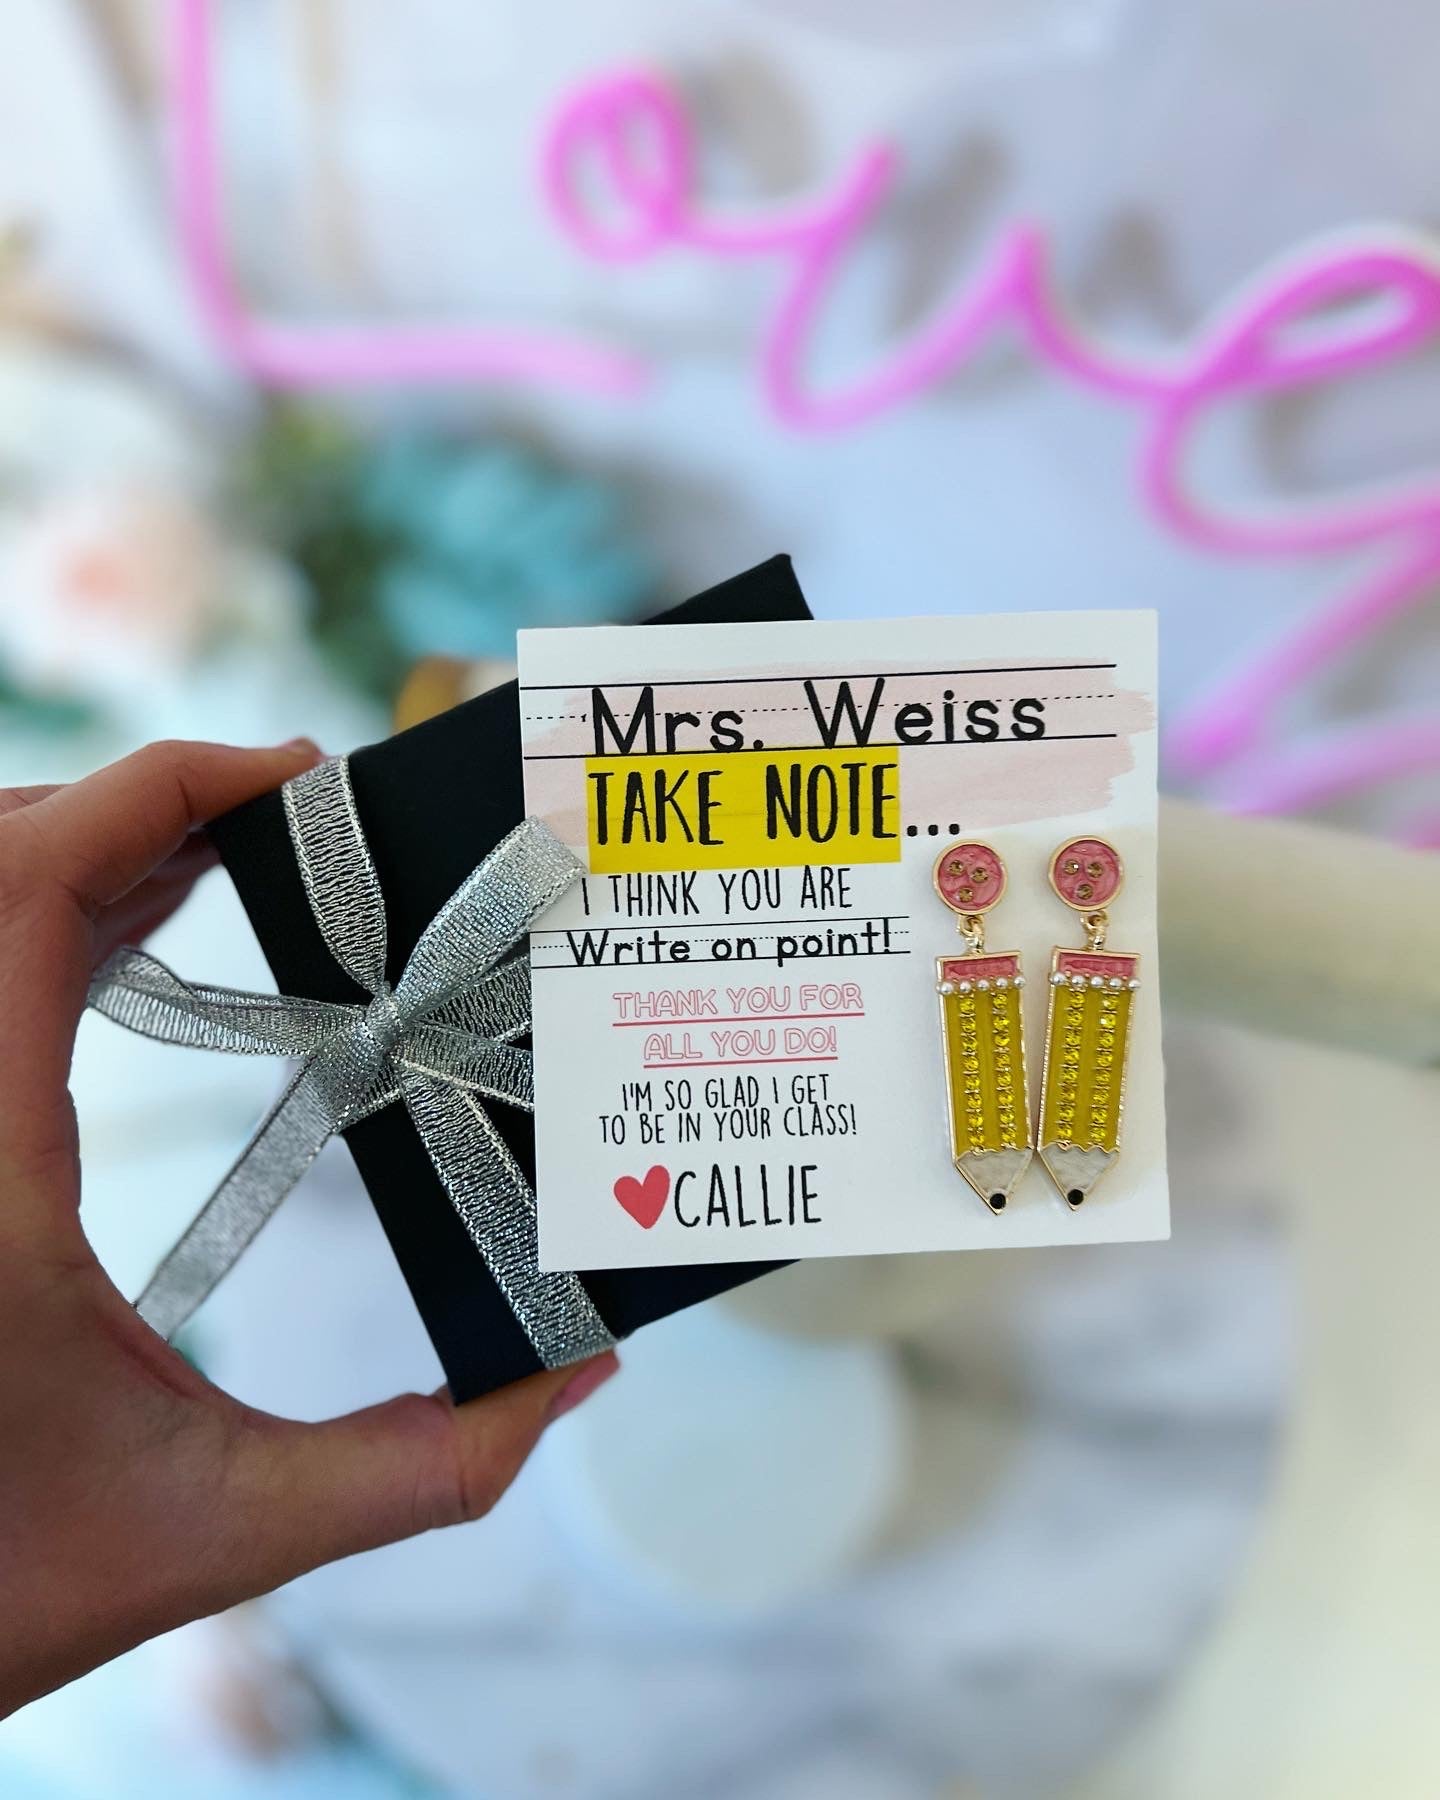 Love
Mrs. Weiss
TAKE NOTE...
I THINK YOU ARE
Write on point!
THANK YOU FOR
ALL YOU DO!
I'M SO GLAD I GET
TO BE IN YOUR CLASS!
CALLIE